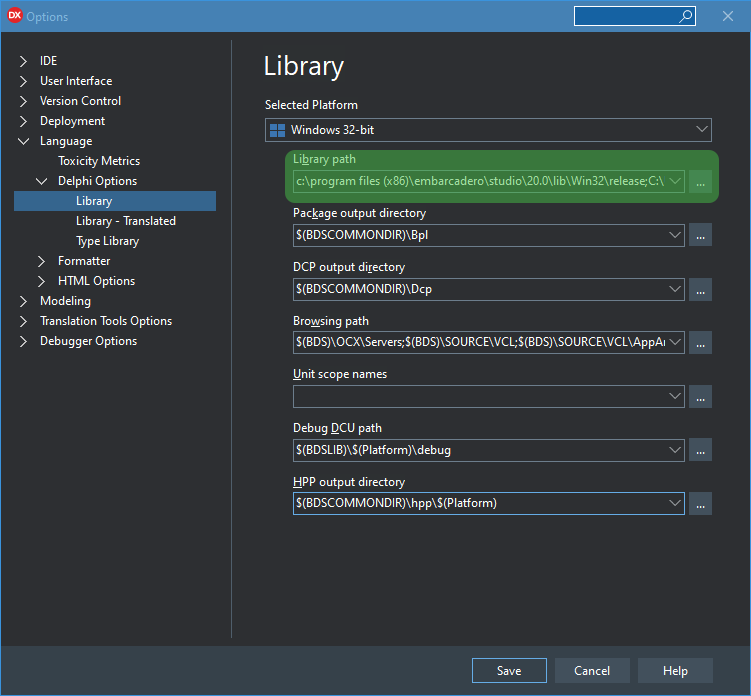 DX Options
IDE
User Interface
Version Control
Deployment
Language
Toxicity Metrics
Delphi Options
Library
Library - Translated
Type Library
Formatter
HTML Options
Modeling
Translation Tools Options
Debugger Options
Library
Selected Platform
Windows 32-bit
Library path
c:\program files (x86)\embarcadero\studio\20.0\lib\Win32\release;C:\
...
Package output directory
$(BDSCOMMONDIR)\Bpl
...
DCP output directory
$(BDSCOMMONDIR)\Dcp
...
Browsing path
$(BDS)\OCX\Servers;$(BDS)\SOURCE\VCL;$(BDS)\SOURCE\VCL\AppAn
...
Unit scope names
...
Debug DCU path
$(BDSLIB)\$(Platform)\debug
...
HPP output directory
$(BDSCOMMONDIR)\hpp\$(Platform)
...
Save Cancel Help